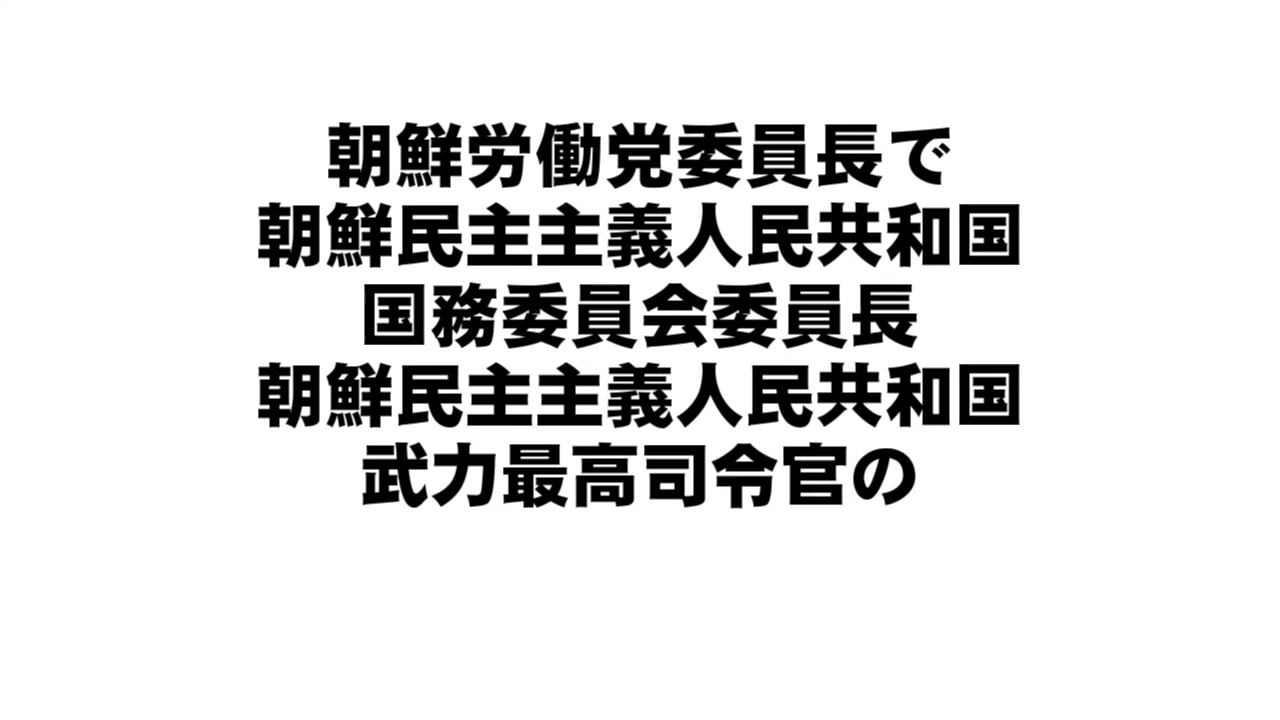 朝鮮労働党委員長で
朝鮮民主主義人民共和国
国務委員会委員長
朝鮮民主主義人民共和国
武力最高司令官の